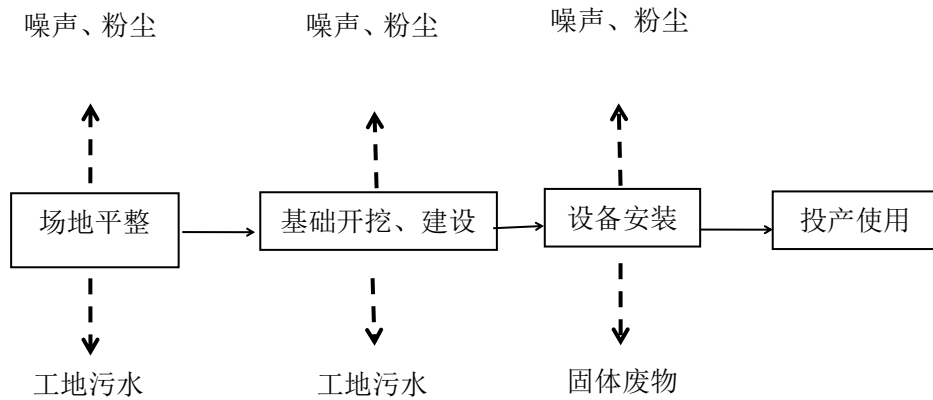 噪声、粉尘
噪声、粉尘
噪声、粉尘
场地平整
基础开挖、建设
设备安装
投产使用
工地污水
工地污水
固体废物